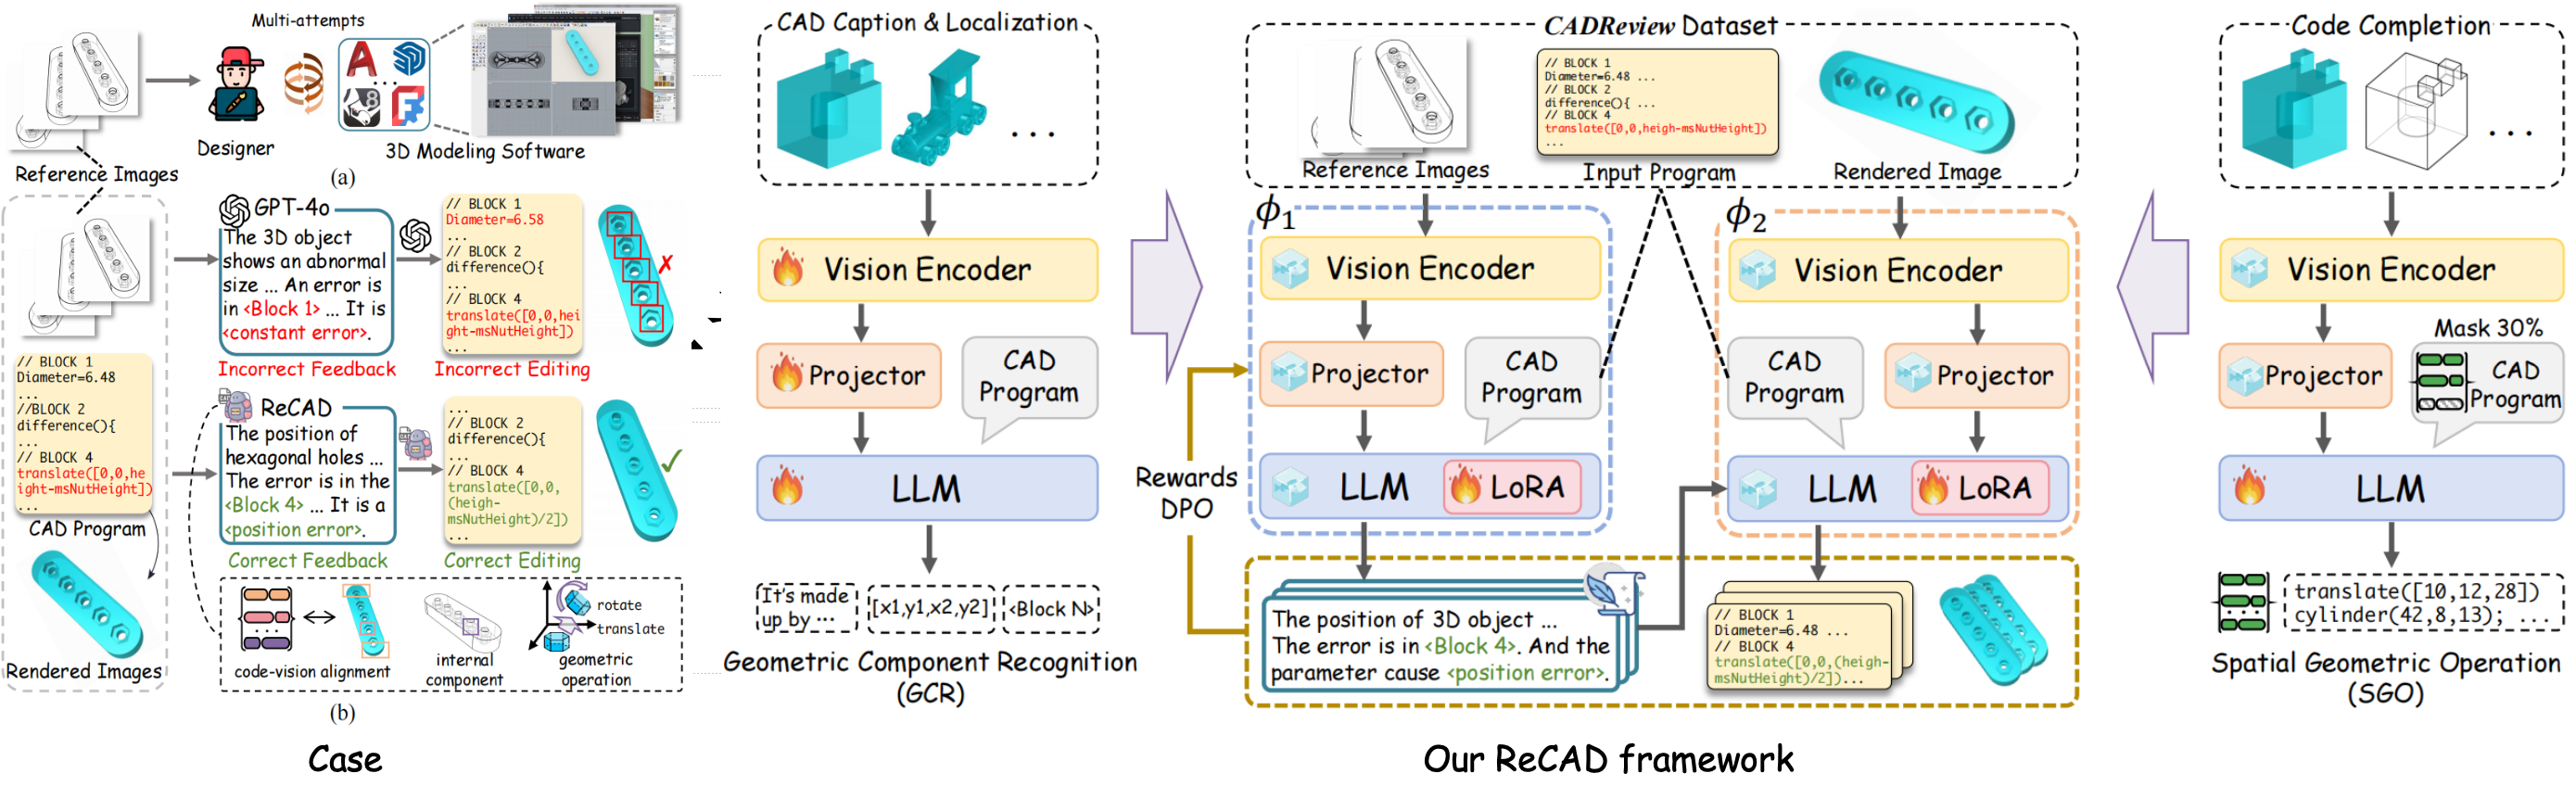 Multi-attempts
Designer
3D Modeling Software
Reference Images
(a)
GPT-4o
The 3D object
shows an abnormal
size ... An error is
in <Block 1> ... It is
<constant error>.
Incorrect Feedback
// BLOCK 1
Diameter=6.58
...
// BLOCK 2
difference(){
...
// BLOCK 4
translate([0,0,hei
ght-msNutHeight])
...
Incorrect Editing
✗
// BLOCK 1
Diameter=6.48
...
//BLOCK 2
difference(){
...
// BLOCK 4
translate([0,0,he
ight-msNutHeight])
...
CAD Program
Rendered Images
ReCAD
The position of
hexagonal holes ...
The error is in the
<Block 4> ... It is a
<position error>.
Correct Feedback
...
// BLOCK 2
difference(){
...
// BLOCK 4
translate([0,0,
(heigh-
msNutHeight)/2])
...
Correct Editing
✓
code-vision alignment
internal
component
rotate
translate
geometric
operation
(b)
Case
CAD Caption & Localization
...
Vision Encoder
Projector
CAD
Program
LLM
It's made
up by ...
[x1,y1,x2,y2]
<Block N>
Geometric Component Recognition
(GCR)
CADReview Dataset
Reference Images
// BLOCK 1
Diameter=6.48 ...
// BLOCK 2
difference(){ ...
// BLOCK 4
translate([0,0,heigh-msNutHeight])
...
Input Program
Rendered Image
ϕ1
Vision Encoder
Projector
CAD
Program
LLM
LoRA
ϕ2
Vision Encoder
CAD
Program
Projector
LLM
LoRA
Rewards
DPO
The position of 3D object ...
The error is in <Block 4>. And the
parameter cause <position error>.
// BLOCK 1
Diameter=6.48 ...
// BLOCK 4
translate([0,0,(heigh-
msNutHeight)/2])...
Our ReCAD framework
Code Completion
...
Vision Encoder
Mask 30%
Projector
CAD
Program
LLM
translate([10,12,28])
cylinder(42,8,13); ...
Spatial Geometric Operation
(SGO)